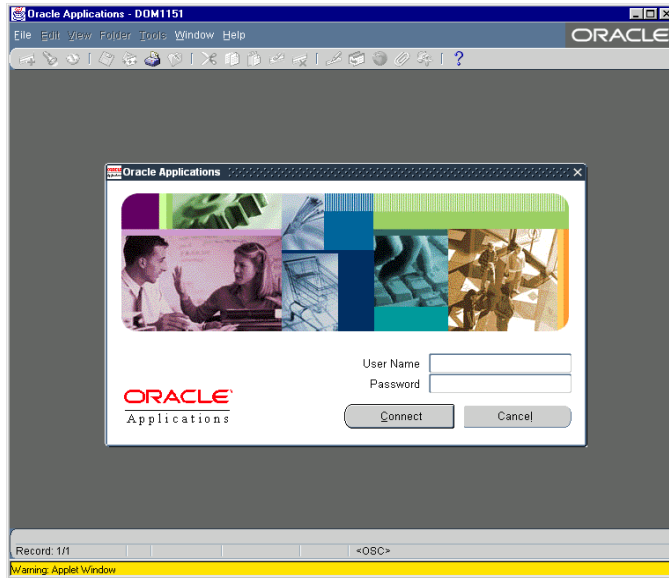 Oracle Applications - DOM1151
File Edit View Folder Tools Window Help
ORACLE
?
Oracle Applications
User Name
Password
ORACLE
Applications
Connect Cancel
Record: 1/1 <OSC>
Warning: Applet Window